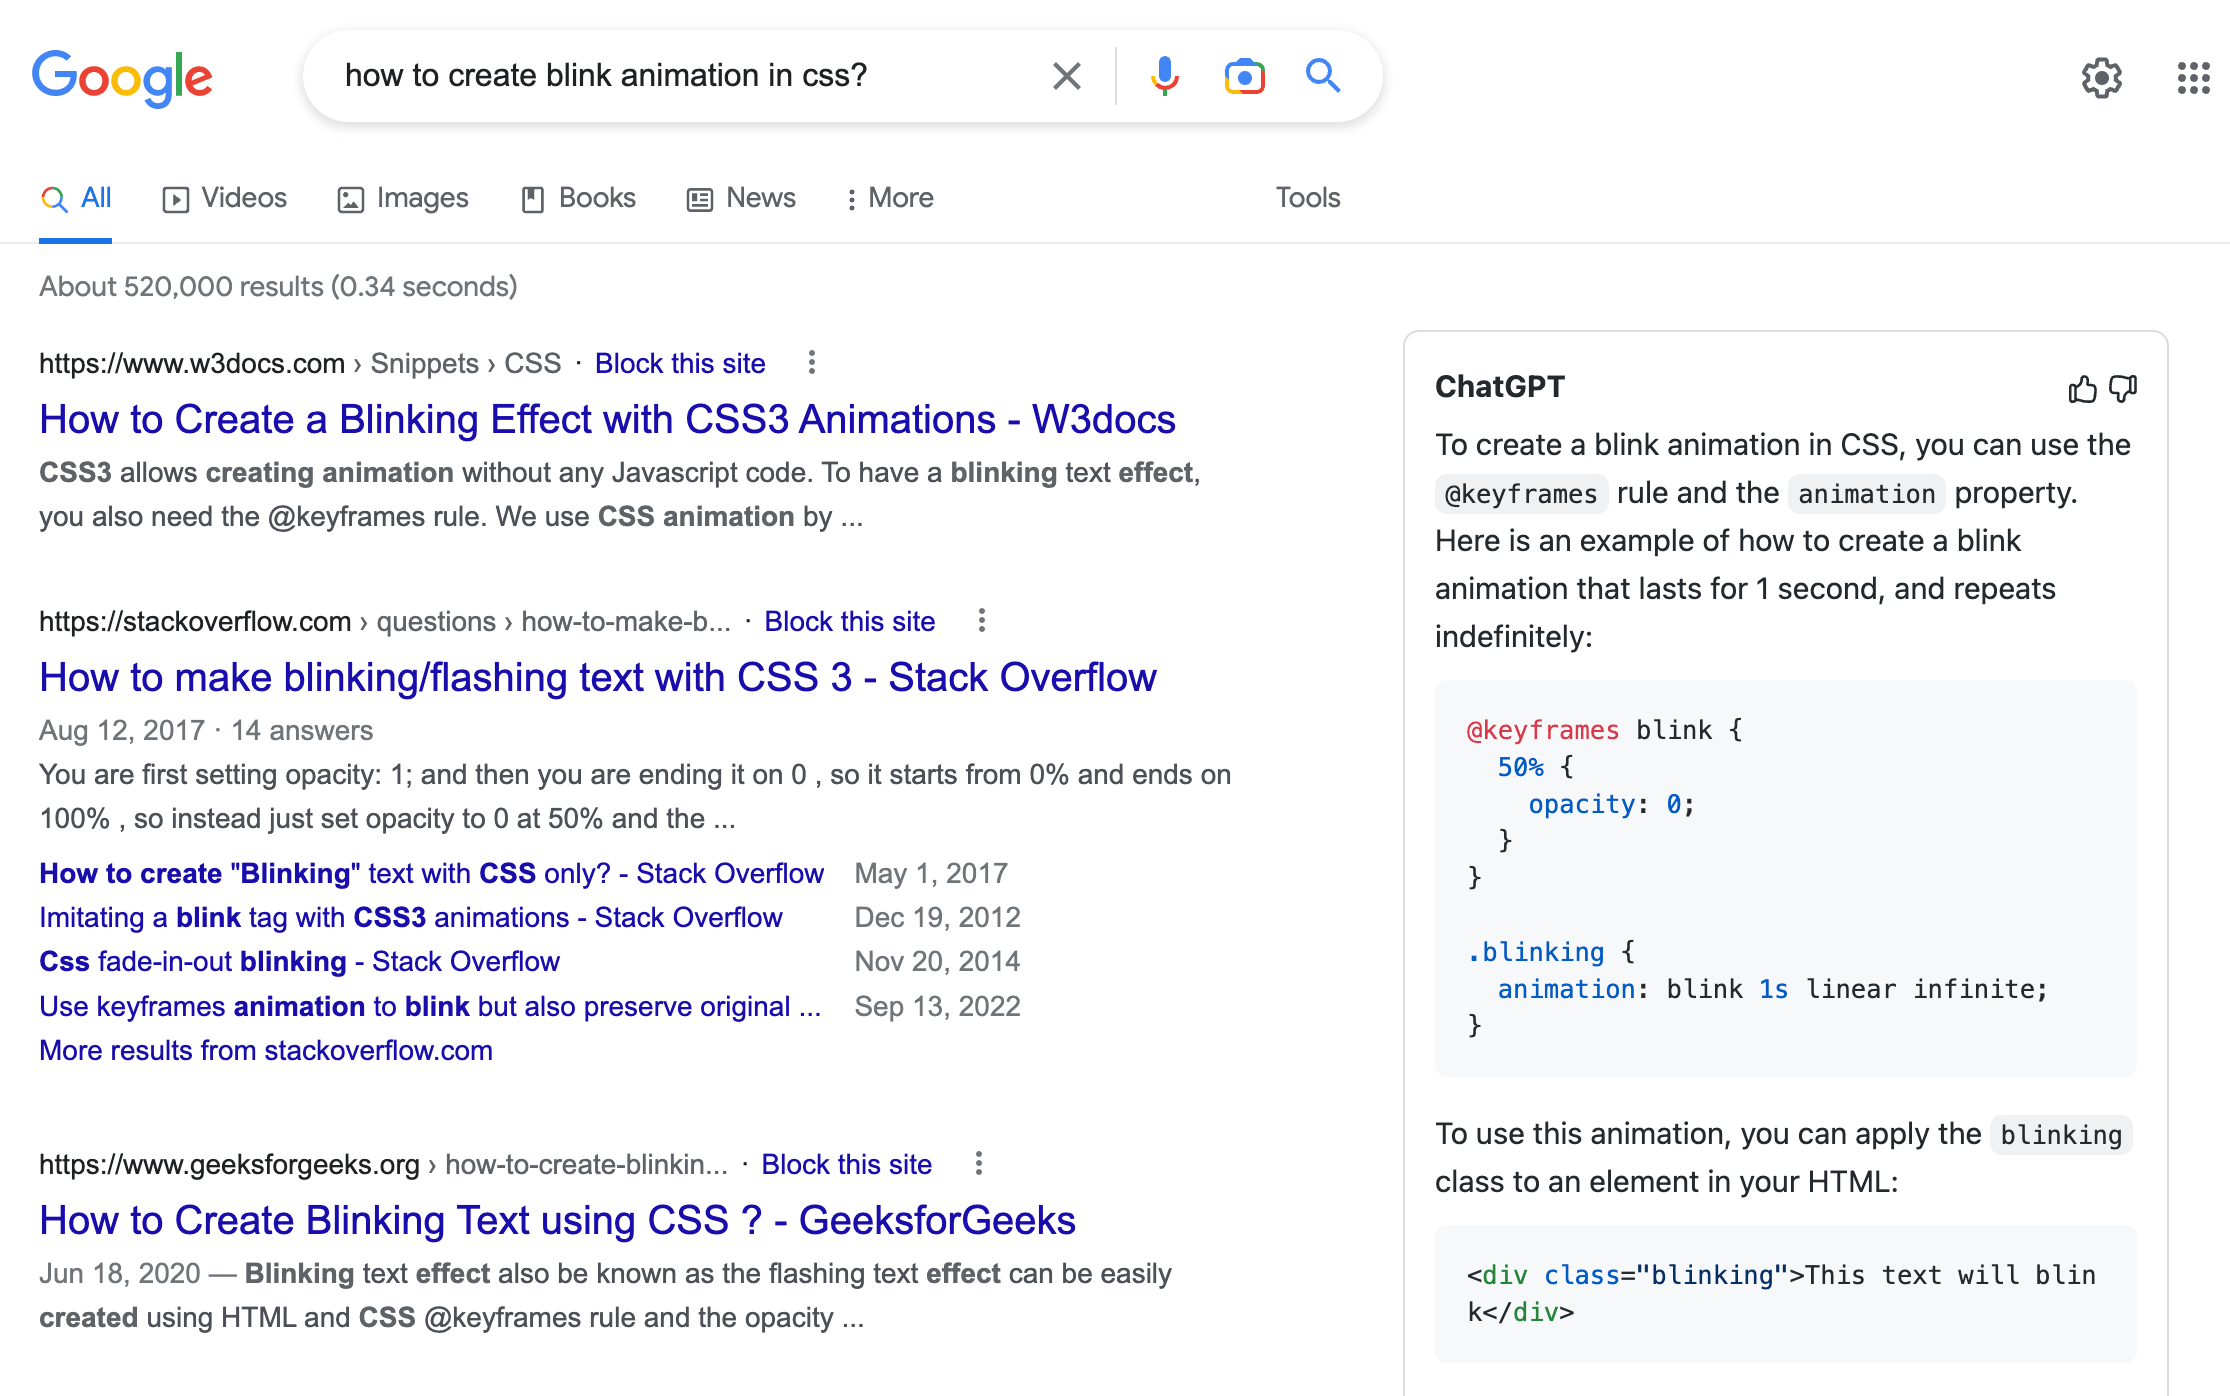 Google
how to create blink animation in css?
All
Videos
Images
Books
News
More
Tools
About 520,000 results (0.34 seconds)
https://www.w3docs.com › Snippets › CSS · Block this site
How to Create a Blinking Effect with CSS3 Animations - W3docs
CSS3 allows creating animation without any Javascript code. To have a blinking text effect,
you also need the @keyframes rule. We use CSS animation by ...
https://stackoverflow.com › questions › how-to-make-b... · Block this site
How to make blinking/flashing text with CSS 3 - Stack Overflow
Aug 12, 2017 · 14 answers
You are first setting opacity: 1; and then you are ending it on 0 , so it starts from 0% and ends on
100% , so instead just set opacity to 0 at 50% and the ...
How to create "Blinking" text with CSS only? - Stack Overflow May 1, 2017
Imitating a blink tag with CSS3 animations - Stack Overflow Dec 19, 2012
Css fade-in-out blinking - Stack Overflow Nov 20, 2014
Use keyframes animation to blink but also preserve original ... Sep 13, 2022
More results from stackoverflow.com
https://www.geeksforgeeks.org › how-to-create-blinkin... · Block this site
How to Create Blinking Text using CSS ? - GeeksforGeeks
Jun 18, 2020 — Blinking text effect also be known as the flashing text effect can be easily
created using HTML and CSS @keyframes rule and the opacity ...
ChatGPT
To create a blink animation in CSS, you can use the
@keyframes rule and the animation property.
Here is an example of how to create a blink
animation that lasts for 1 second, and repeats
indefinitely:
@keyframes blink {
  50% {
    opacity: 0;
  }
}
.blinking {
  animation: blink 1s linear infinite;
}
To use this animation, you can apply the blinking
class to an element in your HTML:
<div class="blinking">This text will blin
k</div>